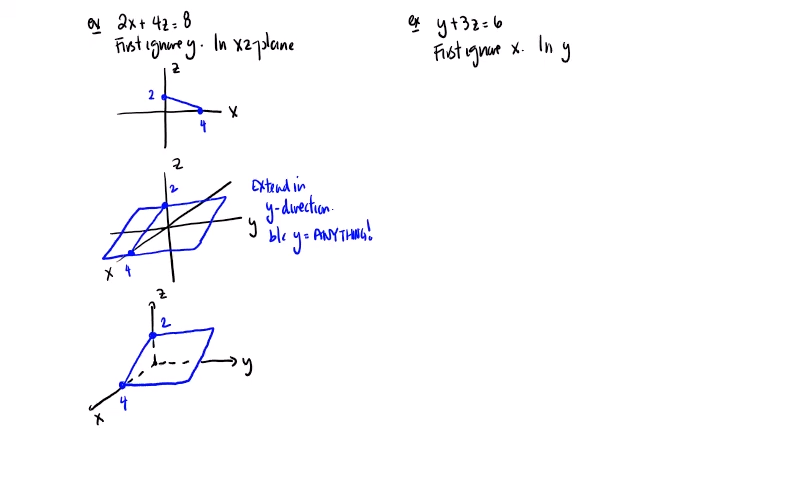 ex 2x + 4z = 8
First ignore y. In xz-plane
z
2
x
4
z
2
Extend in
y-direction.
b/c y = ANYTHING!
y
x 4
z
2
y
4
x
ex y + 3z = 6
First ignore x. In y